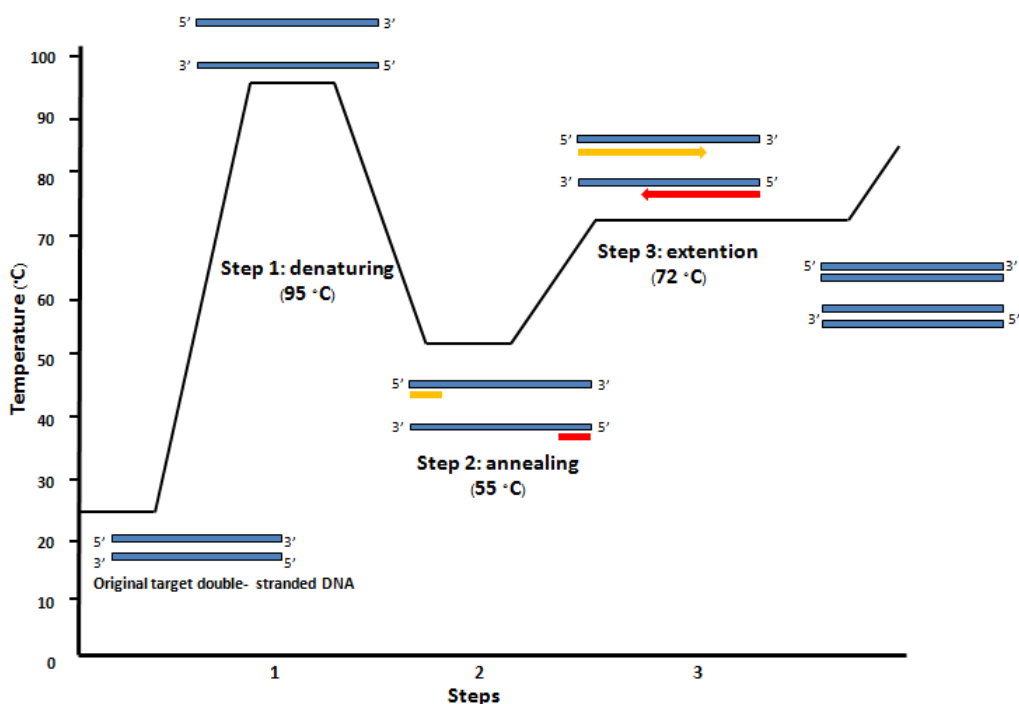 5’ 3’
3’ 5’
100
90
80
70
60
50
40
30
20
10
0
Temperature (°C)
Step 1: denaturing
(95 °C)
5’ 3’
3’ 5’
Step 3: extention
(72 °C)
5’ 3’
3’ 5’
5’ 3’
3’ 5’
Step 2: annealing
(55 °C)
5’ 3’
3’ 5’
Original target double- stranded DNA
1 2 3
Steps